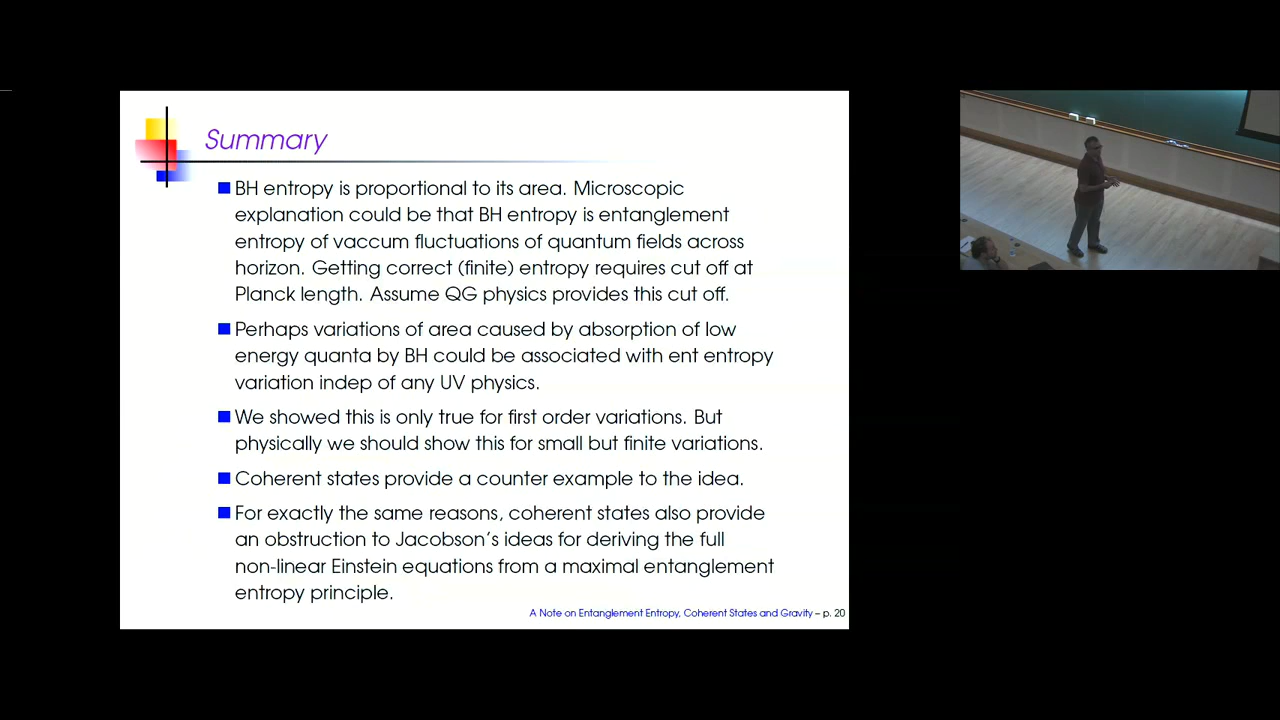 Summary
BH entropy is proportional to its area. Microscopic
explanation could be that BH entropy is entanglement
entropy of vaccum fluctuations of quantum fields across
horizon. Getting correct (finite) entropy requires cut off at
Planck length. Assume QG physics provides this cut off.
Perhaps variations of area caused by absorption of low
energy quanta by BH could be associated with ent entropy
variation indep of any UV physics.
We showed this is only true for first order variations. But
physically we should show this for small but finite variations.
Coherent states provide a counter example to the idea.
For exactly the same reasons, coherent states also provide
an obstruction to Jacobson's ideas for deriving the full
non-linear Einstein equations from a maximal entanglement
entropy principle.
A Note on Entanglement Entropy, Coherent States and Gravity – p. 20